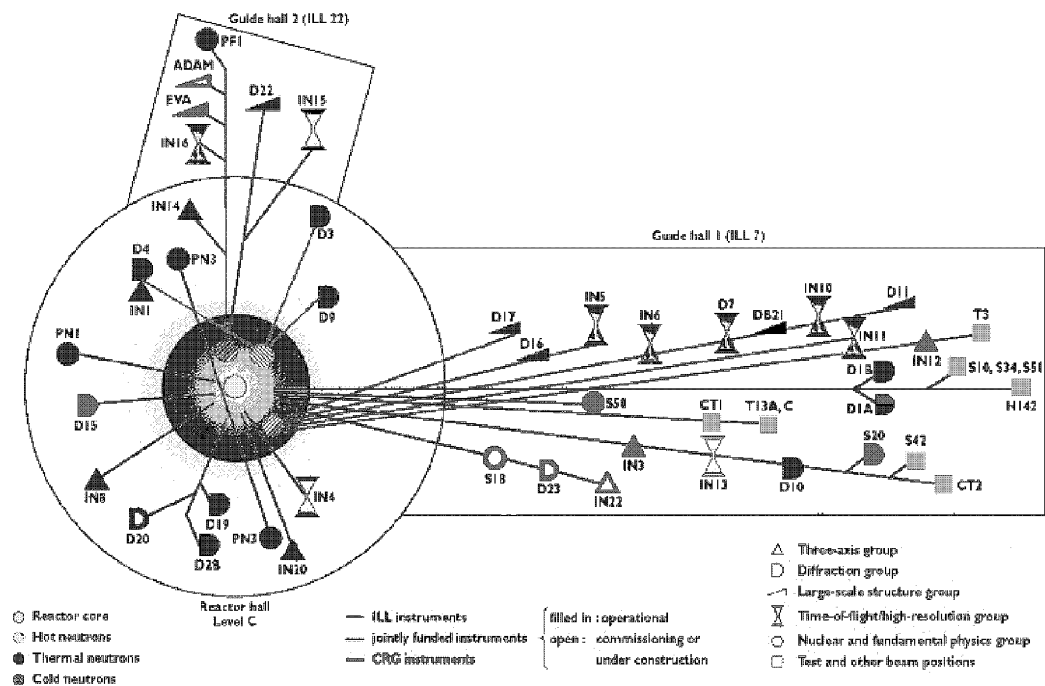 Guide hall 2 (ILL 22)
PF1
ADAM
EVA
D22
IN15
IN16
IN14
D3
D4
PN3
IN1
D9
PN1
D15
IN8
D20
D19
D2B
PN3
IN20
IN4
Reactor hall
Level C
Guide hall 1 (ILL 7)
D17
D16
IN5
IN6
D7
DB21
IN10
D11
IN11
T3
IN12
D1B
S10, S34, S51
D1A
H142
S50
CT1
T13A, C
S18
D23
IN22
IN3
IN13
D10
S20
S42
CT2
Reactor core
Hot neutrons
Thermal neutrons
Cold neutrons
ILL instruments
jointly funded instruments
CRG instruments
filled in : operational
open : commissioning or
under construction
Three-axis group
Diffraction group
Large-scale structure group
Time-of-flight/high-resolution group
Nuclear and fundamental physics group
Test and other beam positions